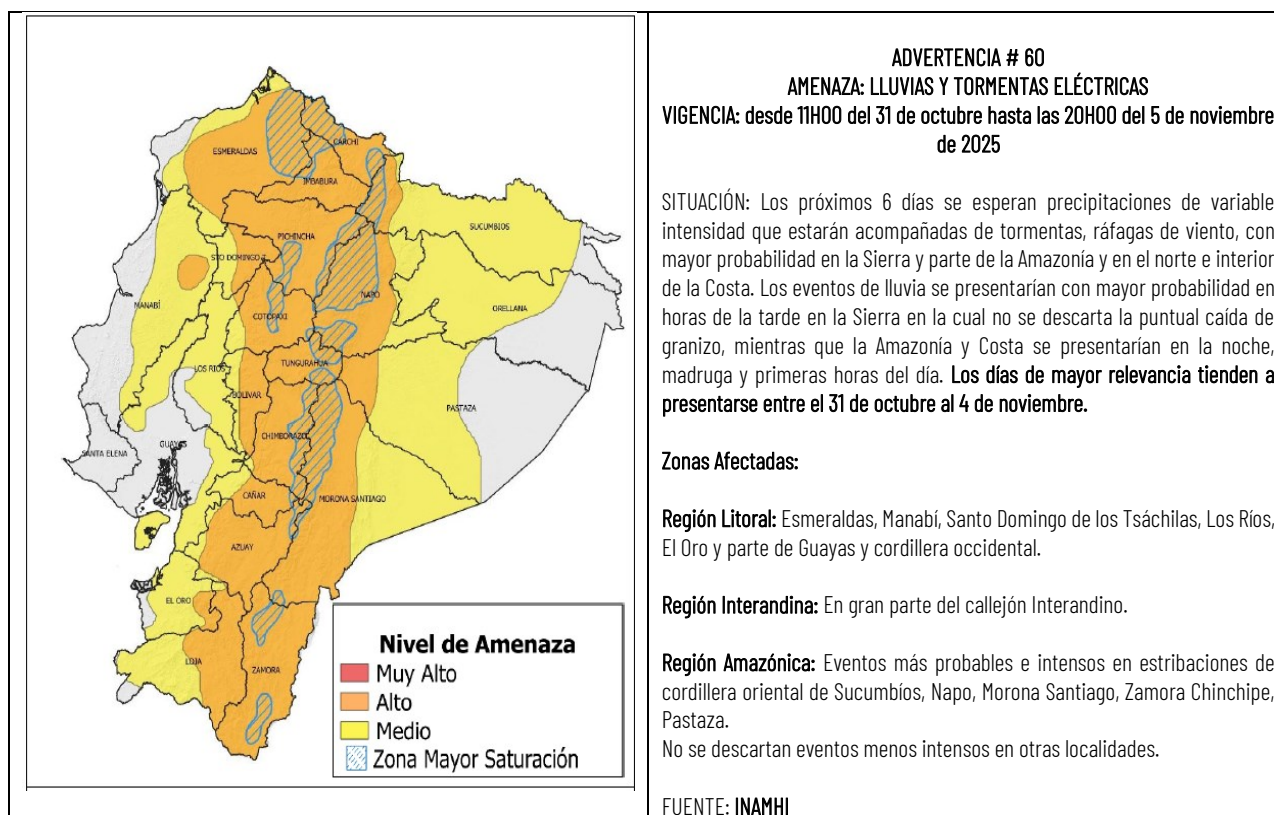 ESMERALDAS
CARCHI
IMBABURA
SUCUMBIOS
PICHINCHA
STO DOMINGO T
NAPO
MANABÍ
ORELLANA
COTOPAXI
TUNGURAHUA
LOS RIOS
BOLIVAR
PASTAZA
CHIMBORAZO
GUAYAS
SANTA ELENA
CAÑAR
MORONA SANTIAGO
AZUAY
EL ORO
LOJA
ZAMORA
Nivel de Amenaza
Muy Alto
Alto
Medio
Zona Mayor Saturación
ADVERTENCIA # 60
AMENAZA: LLUVIAS Y TORMENTAS ELÉCTRICAS
VIGENCIA: desde 11H00 del 31 de octubre hasta las 20H00 del 5 de noviembre
de 2025
SITUACIÓN: Los próximos 6 días se esperan precipitaciones de variable
intensidad que estarán acompañadas de tormentas, ráfagas de viento, con
mayor probabilidad en la Sierra y parte de la Amazonía y en el norte e interior
de la Costa. Los eventos de lluvia se presentarían con mayor probabilidad en
horas de la tarde en la Sierra en la cual no se descarta la puntual caída de
granizo, mientras que la Amazonía y Costa se presentarían en la noche,
madruga y primeras horas del día. Los días de mayor relevancia tienden a
presentarse entre el 31 de octubre al 4 de noviembre.
Zonas Afectadas:
Región Litoral: Esmeraldas, Manabí, Santo Domingo de los Tsáchilas, Los Ríos,
El Oro y parte de Guayas y cordillera occidental.
Región Interandina: En gran parte del callejón Interandino.
Región Amazónica: Eventos más probables e intensos en estribaciones de
cordillera oriental de Sucumbíos, Napo, Morona Santiago, Zamora Chinchipe,
Pastaza.
No se descartan eventos menos intensos en otras localidades.
FUENTE: INAMHI